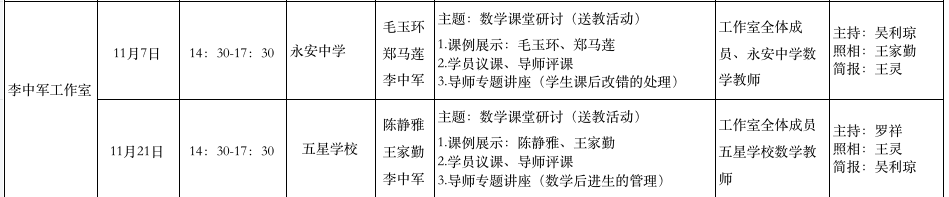 李中军工作室
11月7日
14：30-17：30
永安中学
毛玉环
郑马莲
李中军
主题：数学课堂研讨（送教活动）
1.课例展示：毛玉环、郑马莲
2.学员议课、导师评课
3.导师专题讲座（学生课后改错的处理）
工作室全体成
员、永安中学数
学教师
主持：吴利琼
照相：王家勤
简报：王灵
11月21日
14：30-17：30
五星学校
陈静雅
王家勤
李中军
主题：数学课堂研讨（送教活动）
1.课例展示：陈静雅、王家勤
2.学员议课、导师评课
3.导师专题讲座（数学后进生的管理）
工作室全体成员
五星学校数学教
师
主持：罗祥
照相：王灵
简报：吴利琼